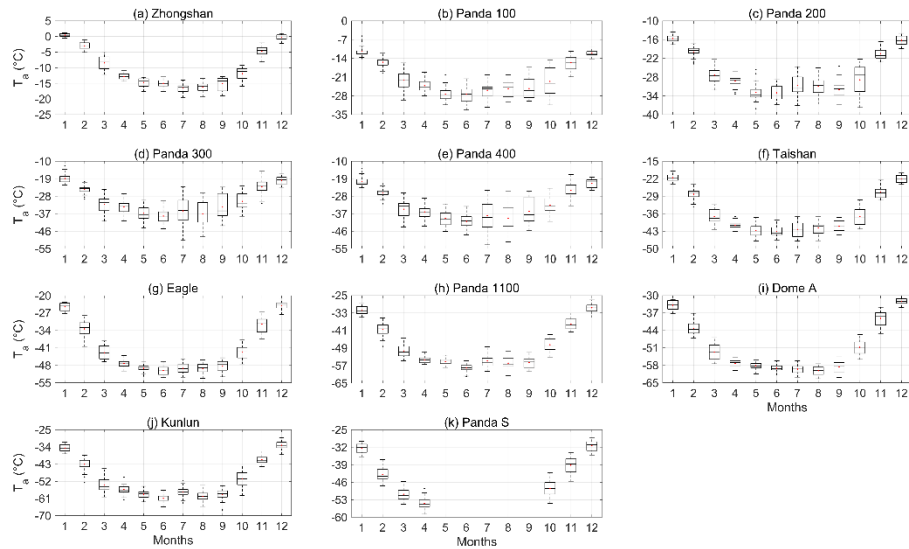 (a) Zhongshan
(b) Panda 100
(c) Panda 200
T_a (°C)
5
0
-5
-10
-15
-20
-25
0
-7
-14
-21
-28
-35
-10
-16
-22
-28
-34
-40
1 2 3 4 5 6 7 8 9 10 11 12
1 2 3 4 5 6 7 8 9 10 11 12
1 2 3 4 5 6 7 8 9 10 11 12
(d) Panda 300
(e) Panda 400
(f) Taishan
T_a (°C)
-10
-19
-28
-37
-46
-55
-10
-19
-28
-37
-46
-55
-15
-22
-29
-36
-43
-50
1 2 3 4 5 6 7 8 9 10 11 12
1 2 3 4 5 6 7 8 9 10 11 12
1 2 3 4 5 6 7 8 9 10 11 12
(g) Eagle
(h) Panda 1100
(i) Dome A
T_a (°C)
-20
-27
-34
-41
-48
-55
-25
-33
-41
-49
-57
-65
-30
-37
-44
-51
-58
-65
1 2 3 4 5 6 7 8 9 10 11 12
1 2 3 4 5 6 7 8 9 10 11 12
1 2 3 4 5 6 7 8 9 10 11 12
Months
(j) Kunlun
(k) Panda S
T_a (°C)
-25
-34
-43
-52
-61
-70
-25
-32
-39
-46
-53
-60
1 2 3 4 5 6 7 8 9 10 11 12
1 2 3 4 5 6 7 8 9 10 11 12
Months
Months